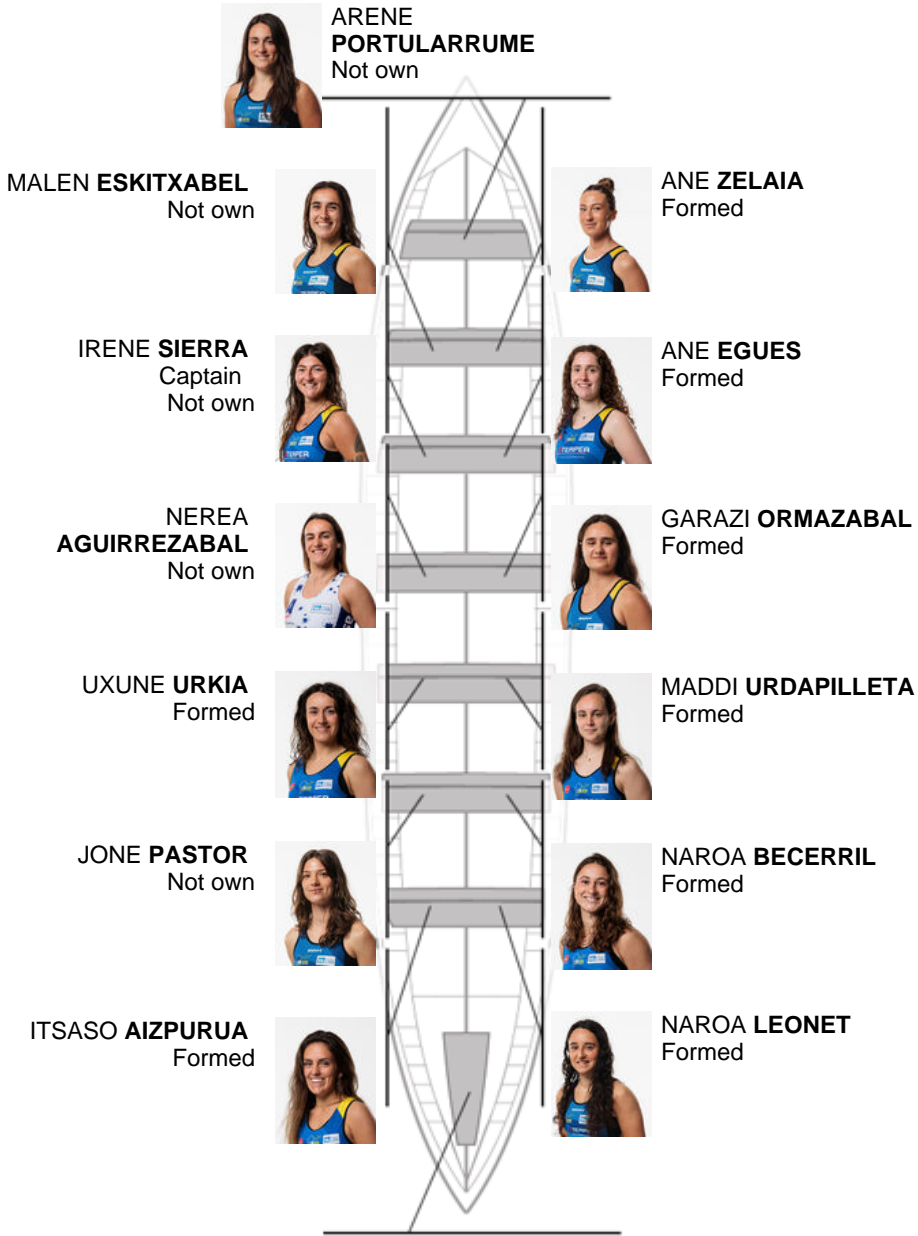 ARENE
PORTULARRUME
Not own
MALEN ESKITXABEL
Not own
ANE ZELAIA
Formed
IRENE SIERRA
Captain
Not own
ANE EGUES
Formed
NEREA
AGUIRREZABAL
Not own
GARAZI ORMAZABAL
Formed
UXUNE URKIA
Formed
MADDI URDAPILLETA
Formed
JONE PASTOR
Not own
NAROA BECERRIL
Formed
ITSASO AIZPURUA
Formed
NAROA LEONET
Formed